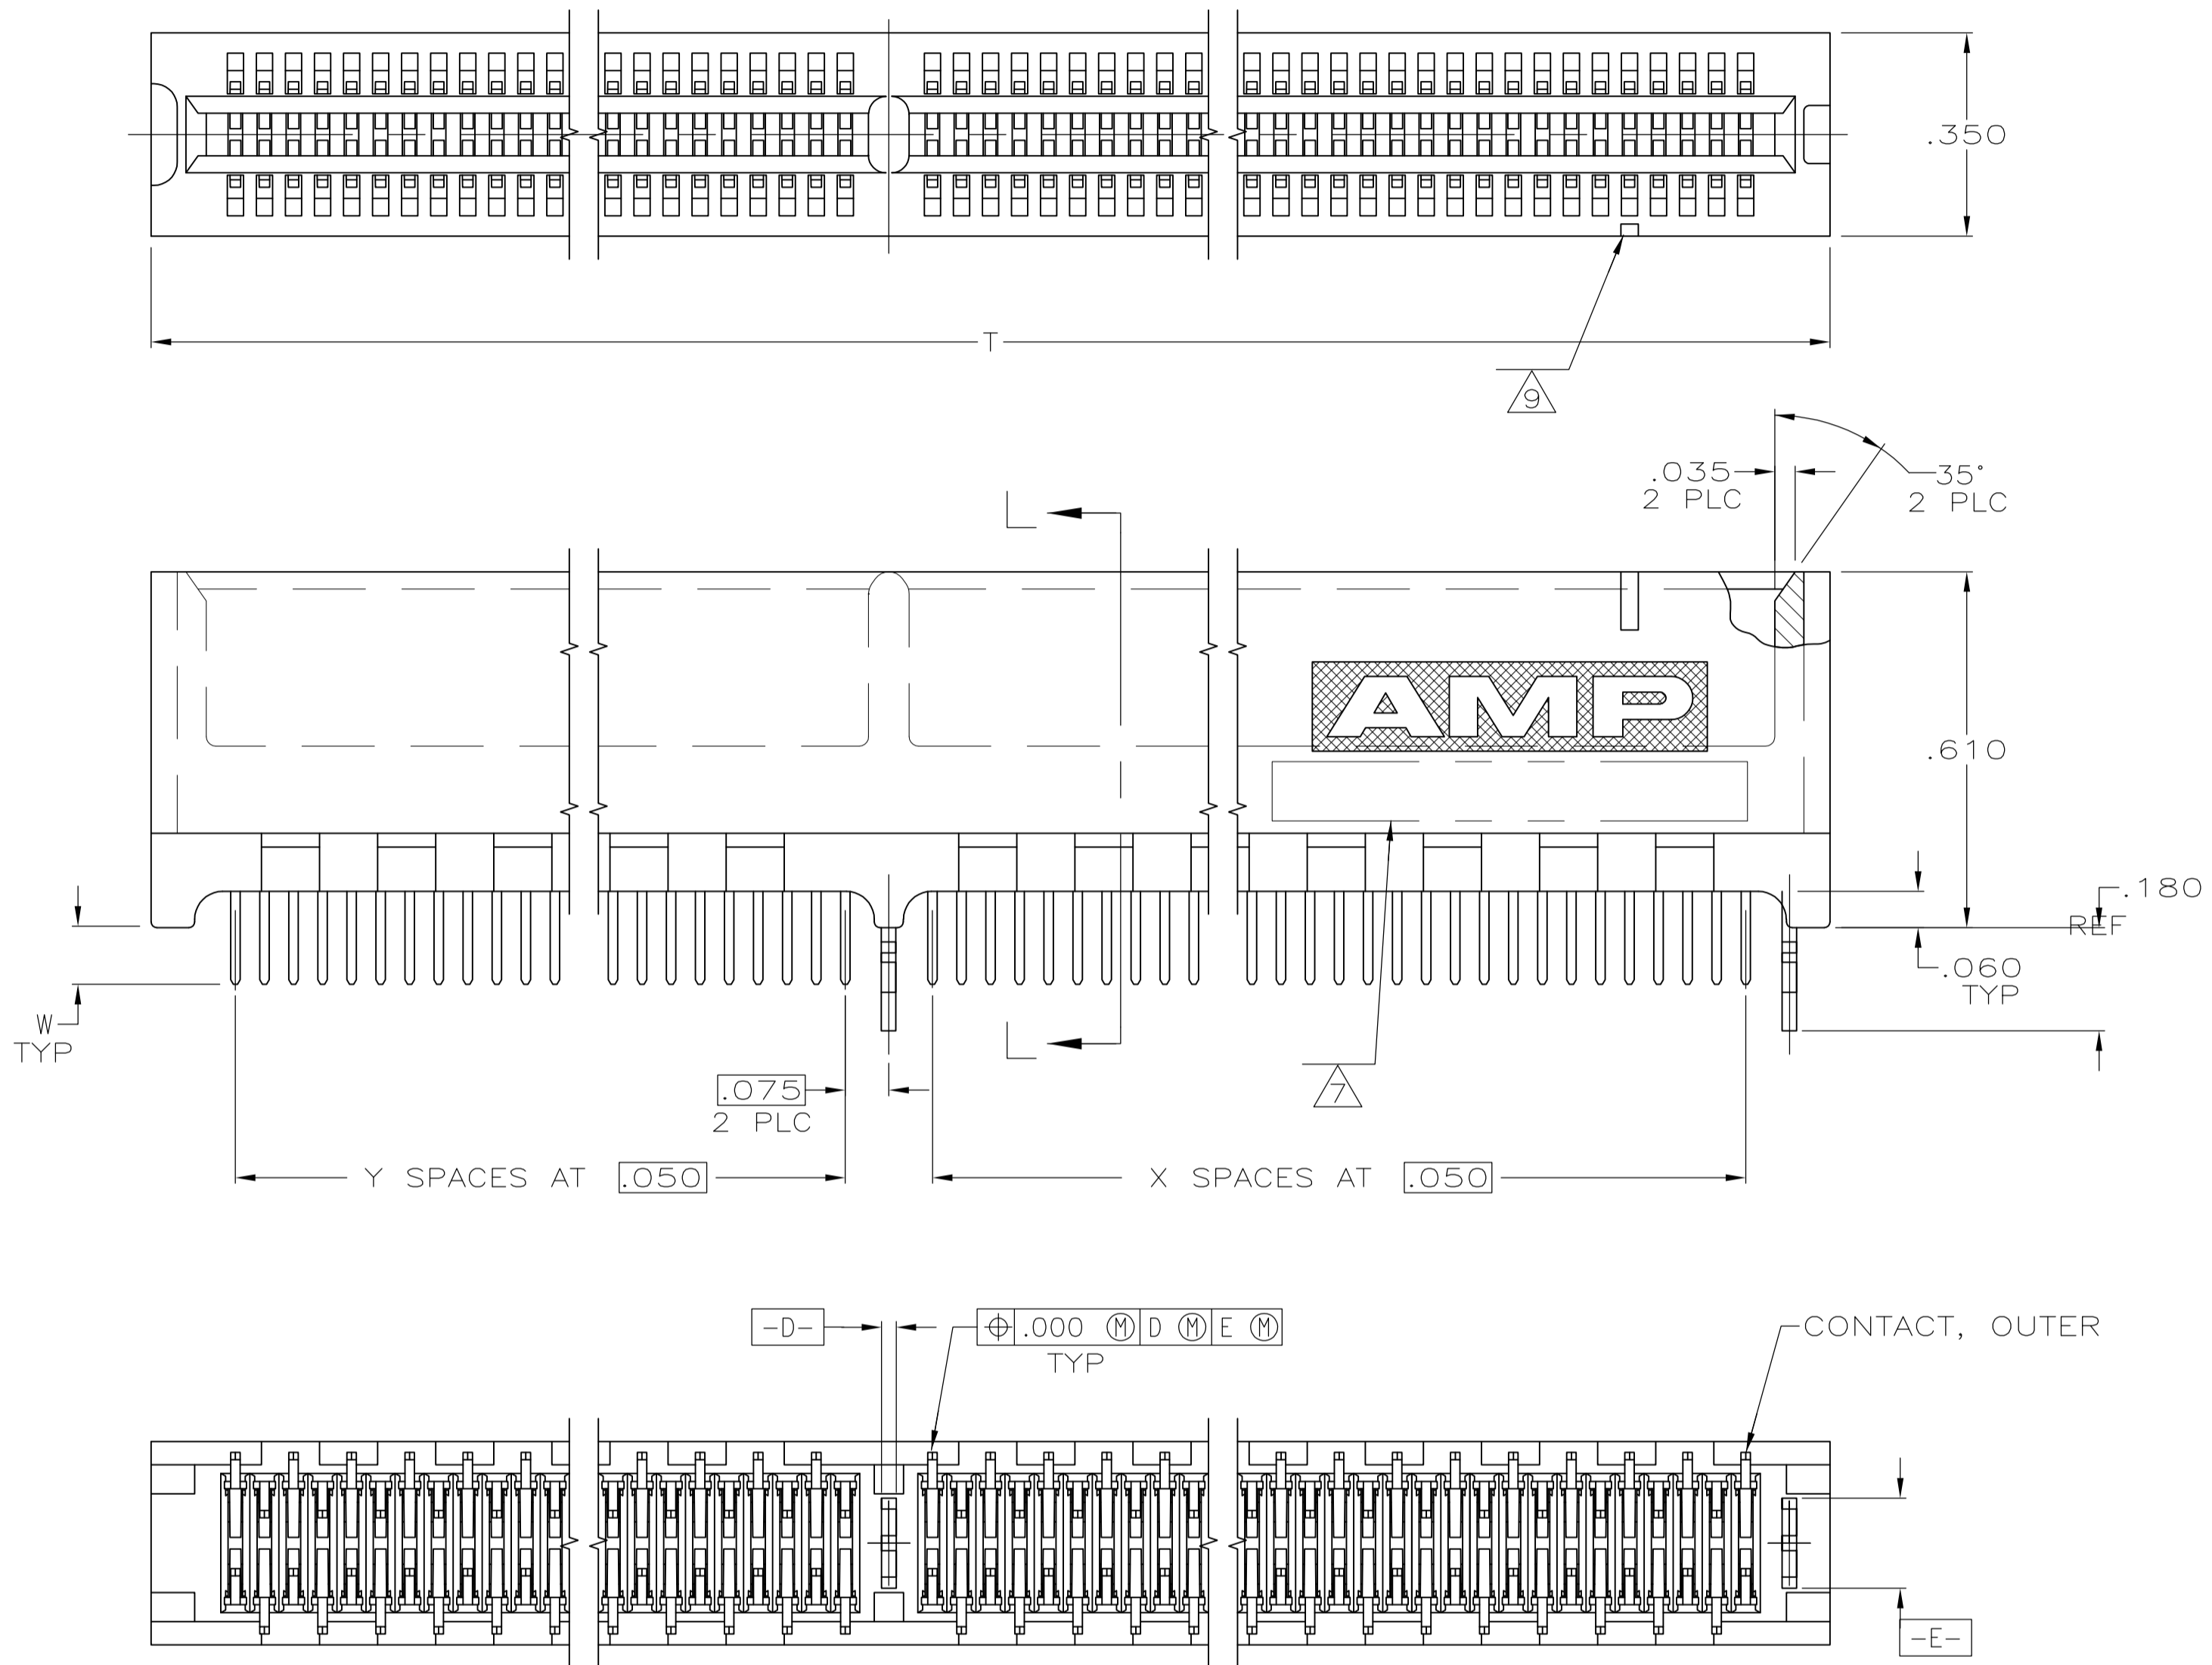 .350
T
9
.035
2 PLC
35°
2 PLC
AMP
.610
.180
REF
.060
TYP
W
TYP
.075
2 PLC
7
Y SPACES AT .050
X SPACES AT .050
-D-
⌖ .000 Ⓜ D Ⓜ E Ⓜ
TYP
CONTACT, OUTER
-E-